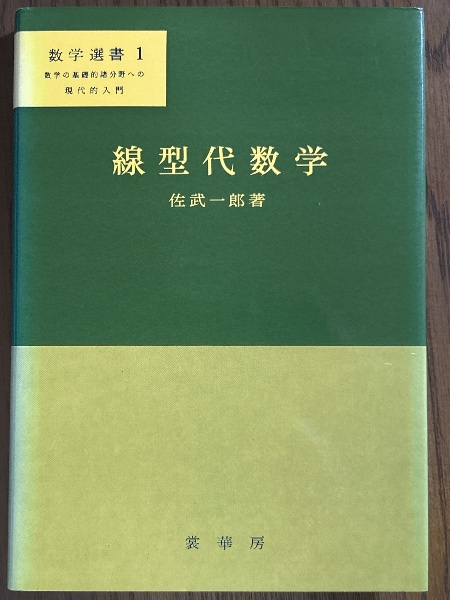 数学選書 1
数学の基礎的諸分野への
現代的入門
線型代数学
佐武一郎著
裳華房